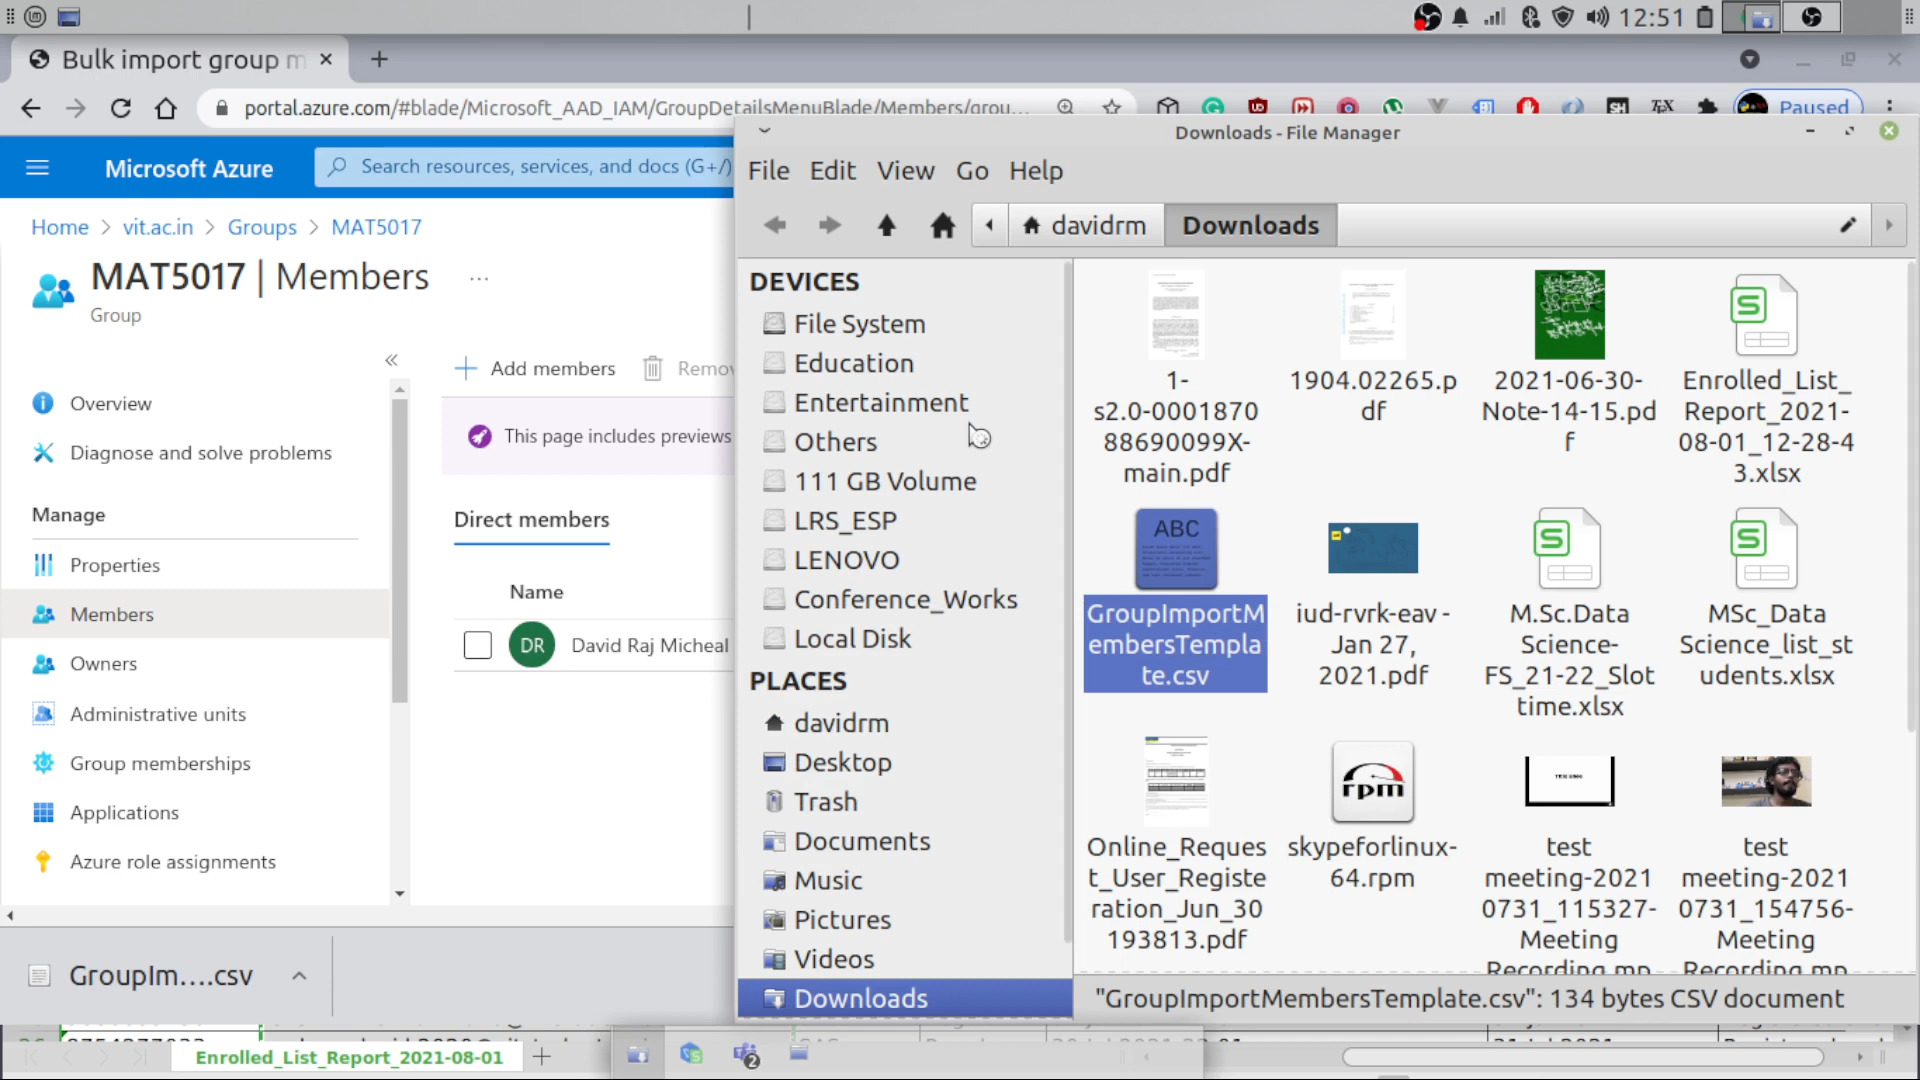 12:51
Bulk import group m
portal.azure.com/#blade/Microsoft_AAD_IAM/GroupDetailsMenuBlade/Members/grou...
Paused
Microsoft Azure
Search resources, services, and docs (G+/)
Home > vit.ac.in > Groups > MAT5017
MAT5017 | Members
...
Group
Add members
Remov
This page includes previews
Direct members
Name
DR
David Raj Micheal
Overview
Diagnose and solve problems
Manage
Properties
Members
Owners
Administrative units
Group memberships
Applications
Azure role assignments
GroupIm....csv
Downloads - File Manager
File Edit View Go Help
davidrm
Downloads
DEVICES
File System
Education
Entertainment
Others
111 GB Volume
LRS_ESP
LENOVO
Conference_Works
Local Disk
PLACES
davidrm
Desktop
Trash
Documents
Music
Pictures
Videos
Downloads
1-
s2.0-0001870
88690099X-
main.pdf
1904.02265.p
df
2021-06-30-
Note-14-15.pd
f
Enrolled_List_
Report_2021-
08-01_12-28-4
3.xlsx
ABC
GroupImportM
embersTempla
te.csv
iud-rvrk-eav -
Jan 27,
2021.pdf
M.Sc.Data
Science-
FS_21-22_Slot
time.xlsx
MSc_Data
Science_list_st
udents.xlsx
Online_Reques
t_User_Registe
ration_Jun_30
193813.pdf
rpm
skypeforlinux-
64.rpm
test
meeting-2021
0731_115327-
Meeting
Recording.mp
test
meeting-2021
0731_154756-
Meeting
Recording.mp
"GroupImportMembersTemplate.csv": 134 bytes CSV document
Enrolled_List_Report_2021-08-01
2